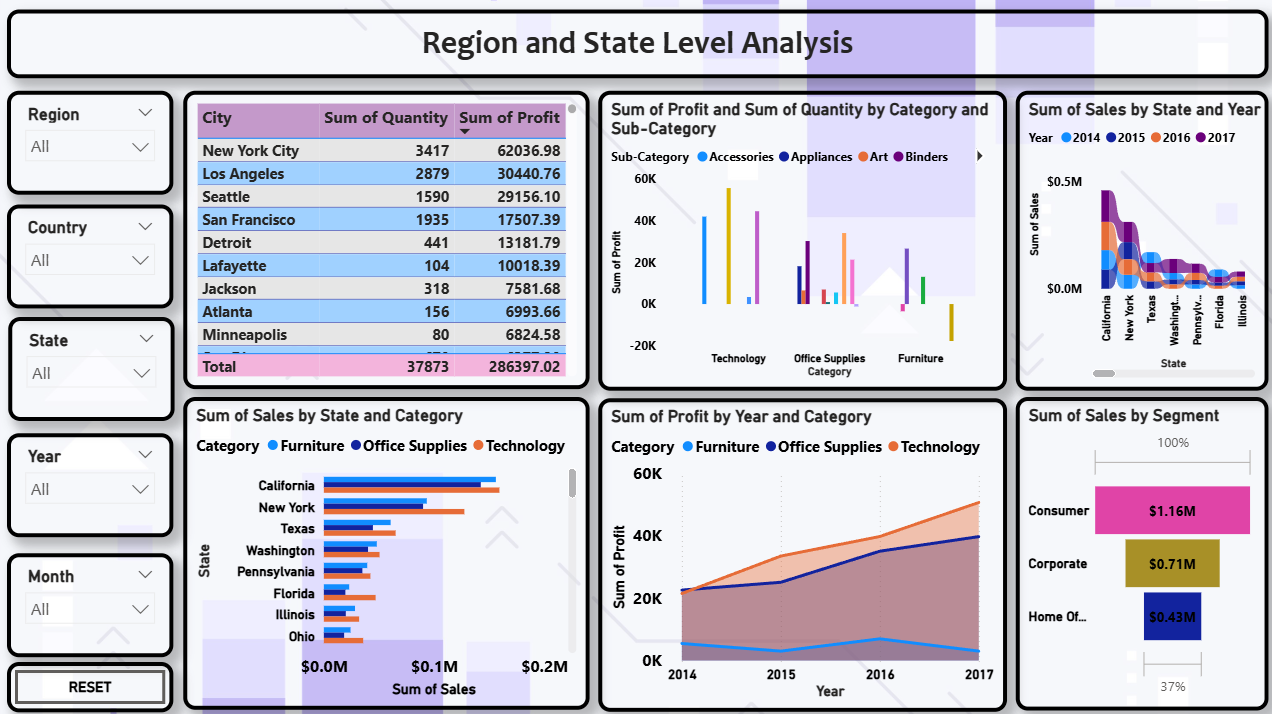 Region and State Level Analysis
Region
All
Country
All
State
All
Year
All
Month
All
RESET
City Sum of Quantity Sum of Profit
New York City 3417 62036.98
Los Angeles 2879 30440.76
Seattle 1590 29156.10
San Francisco 1935 17507.39
Detroit 441 13181.79
Lafayette 104 10018.39
Jackson 318 7581.68
Atlanta 156 6993.66
Minneapolis 80 6824.58
Total 37873 286397.02
Sum of Profit and Sum of Quantity by Category and
Sub-Category
Sub-Category Accessories Appliances Art Binders
60K
40K
20K
0K
-20K
Sum of Profit
Technology Office Supplies Furniture
Category
Sum of Sales by State and Year
Year 2014 2015 2016 2017
$0.5M
$0.0M
Sum of Sales
California
New York
Texas
Washingt...
Pennsylv...
Florida
Illinois
State
Sum of Sales by State and Category
Category Furniture Office Supplies Technology
State
California
New York
Texas
Washington
Pennsylvania
Florida
Illinois
Ohio
$0.0M $0.1M $0.2M
Sum of Sales
Sum of Profit by Year and Category
Category Furniture Office Supplies Technology
60K
40K
20K
0K
Sum of Profit
2014 2015 2016 2017
Year
Sum of Sales by Segment
100%
Consumer $1.16M
Corporate $0.71M
Home Of... $0.43M
37%